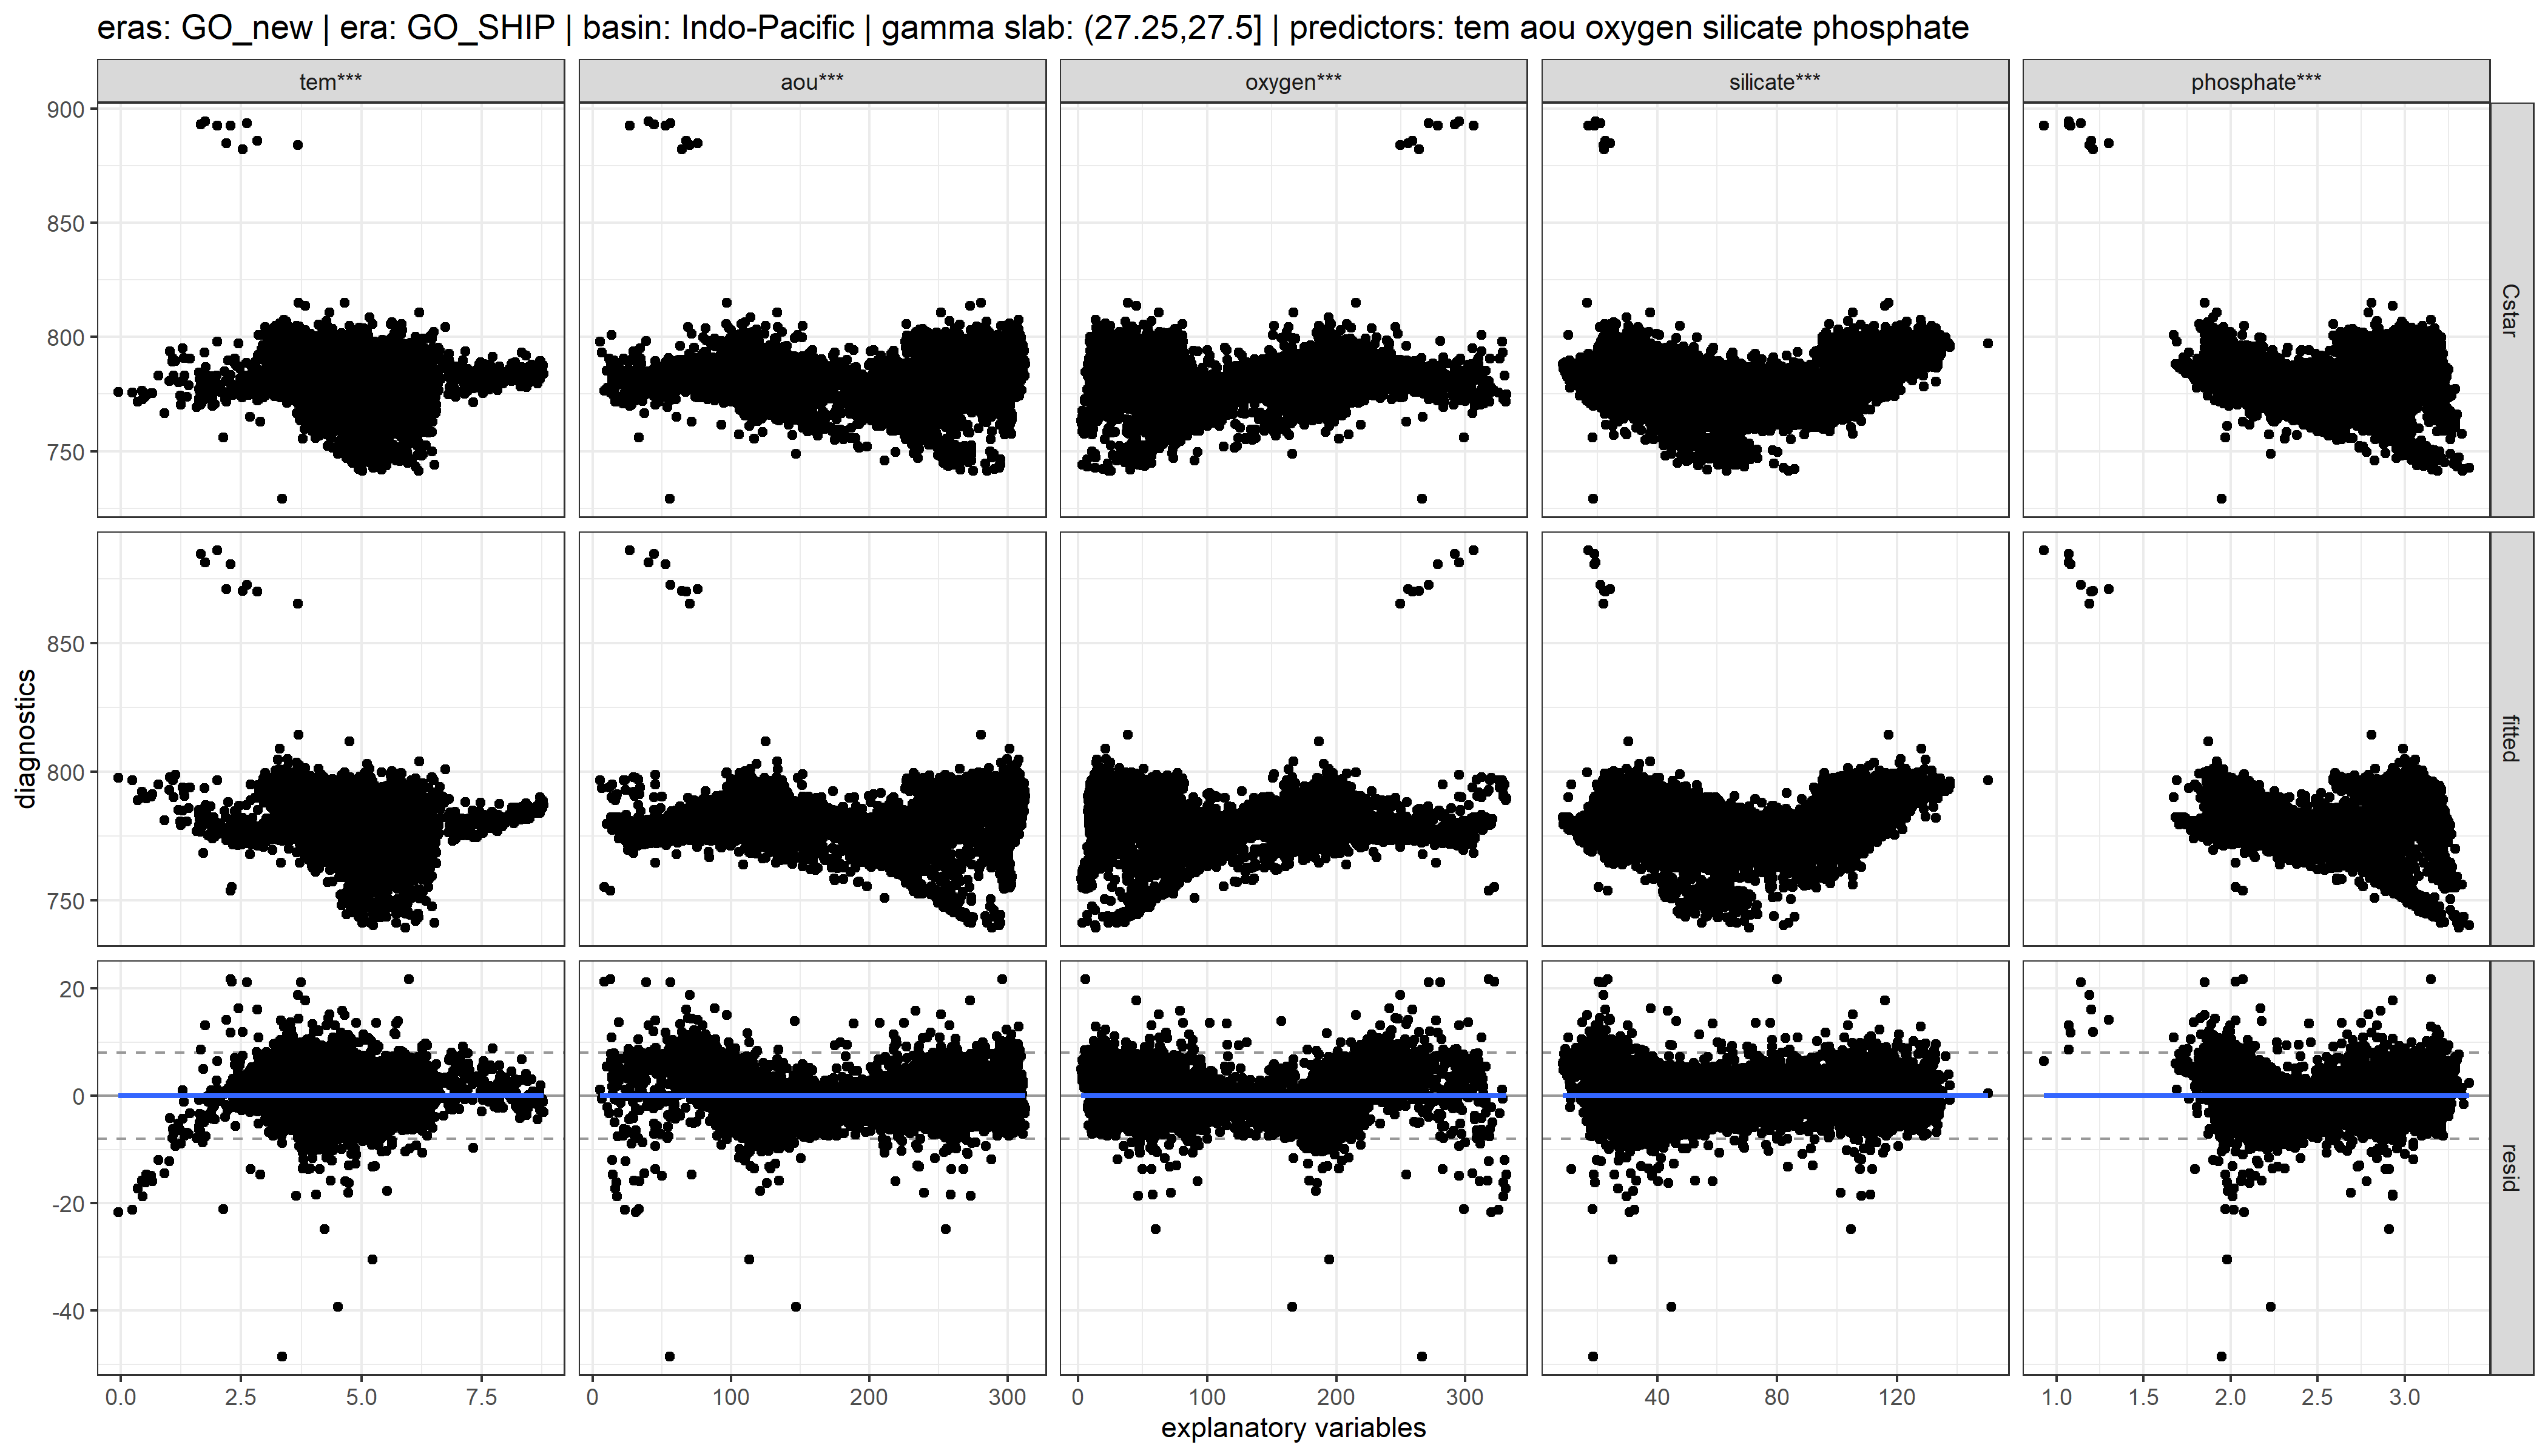 eras: GO_new | era: GO_SHIP | basin: Indo-Pacific | gamma slab: (27.25,27.5] | predictors: tem aou oxygen silicate phosphate
tem*** aou*** oxygen*** silicate*** phosphate***
900
850
800
750
Cstar
850
800
750
fitted
diagnostics
20
0
-20
-40
resid
0.0 2.5 5.0 7.5 0 100 200 300 0 100 200 300 40 80 120 1.0 1.5 2.0 2.5 3.0
explanatory variables